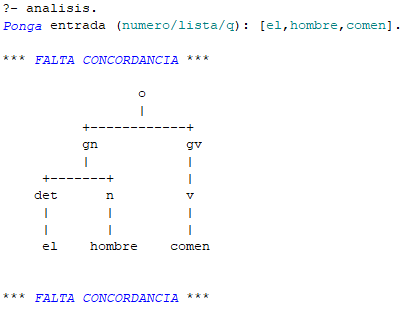 ?- analisis.
Ponga entrada (numero/lista/q): [el,hombre,comen].
*** FALTA CONCORDANCIA ***
o
|
+------------+
gn gv
| |
+-------+ |
det n v
| | |
| | |
el hombre comen
*** FALTA CONCORDANCIA ***